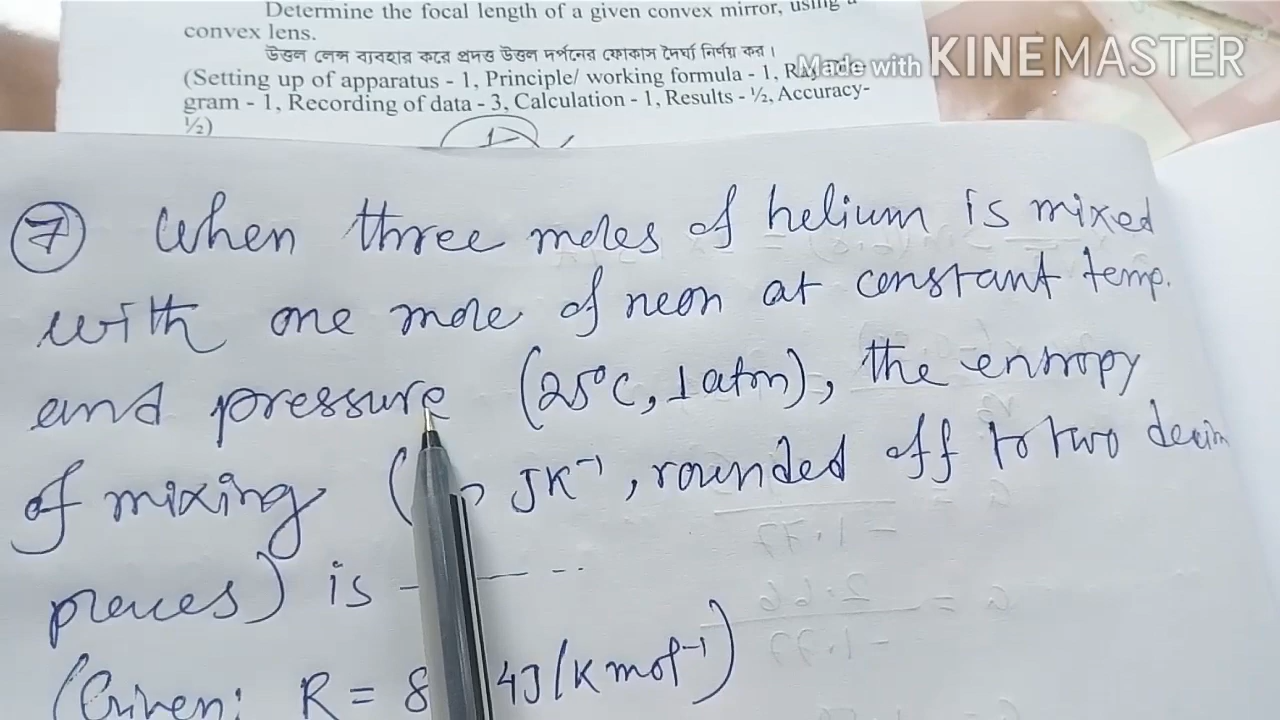 Determine the focal length of a given convex mirror, using a
convex lens.
উত্তল লেন্স ব্যবহার করে প্রদত্ত উত্তল দর্পনের ফোকাস দৈর্ঘ্য নির্ণয় কর।
Made with KINEMASTER
(Setting up of apparatus - 1, Principle/ working formula - 1, Ray
gram - 1, Recording of data - 3, Calculation - 1, Results - ½, Accuracy-
½)
⑦ When three moles of helium is mixed
with one mole of neon at constant temp.
and pressure (25°C, 1 atm), the entropy
of mixing ( JK⁻¹, rounded off to two decim
places) is - - - ..
(Given: R = 8 4J/K mol⁻¹)